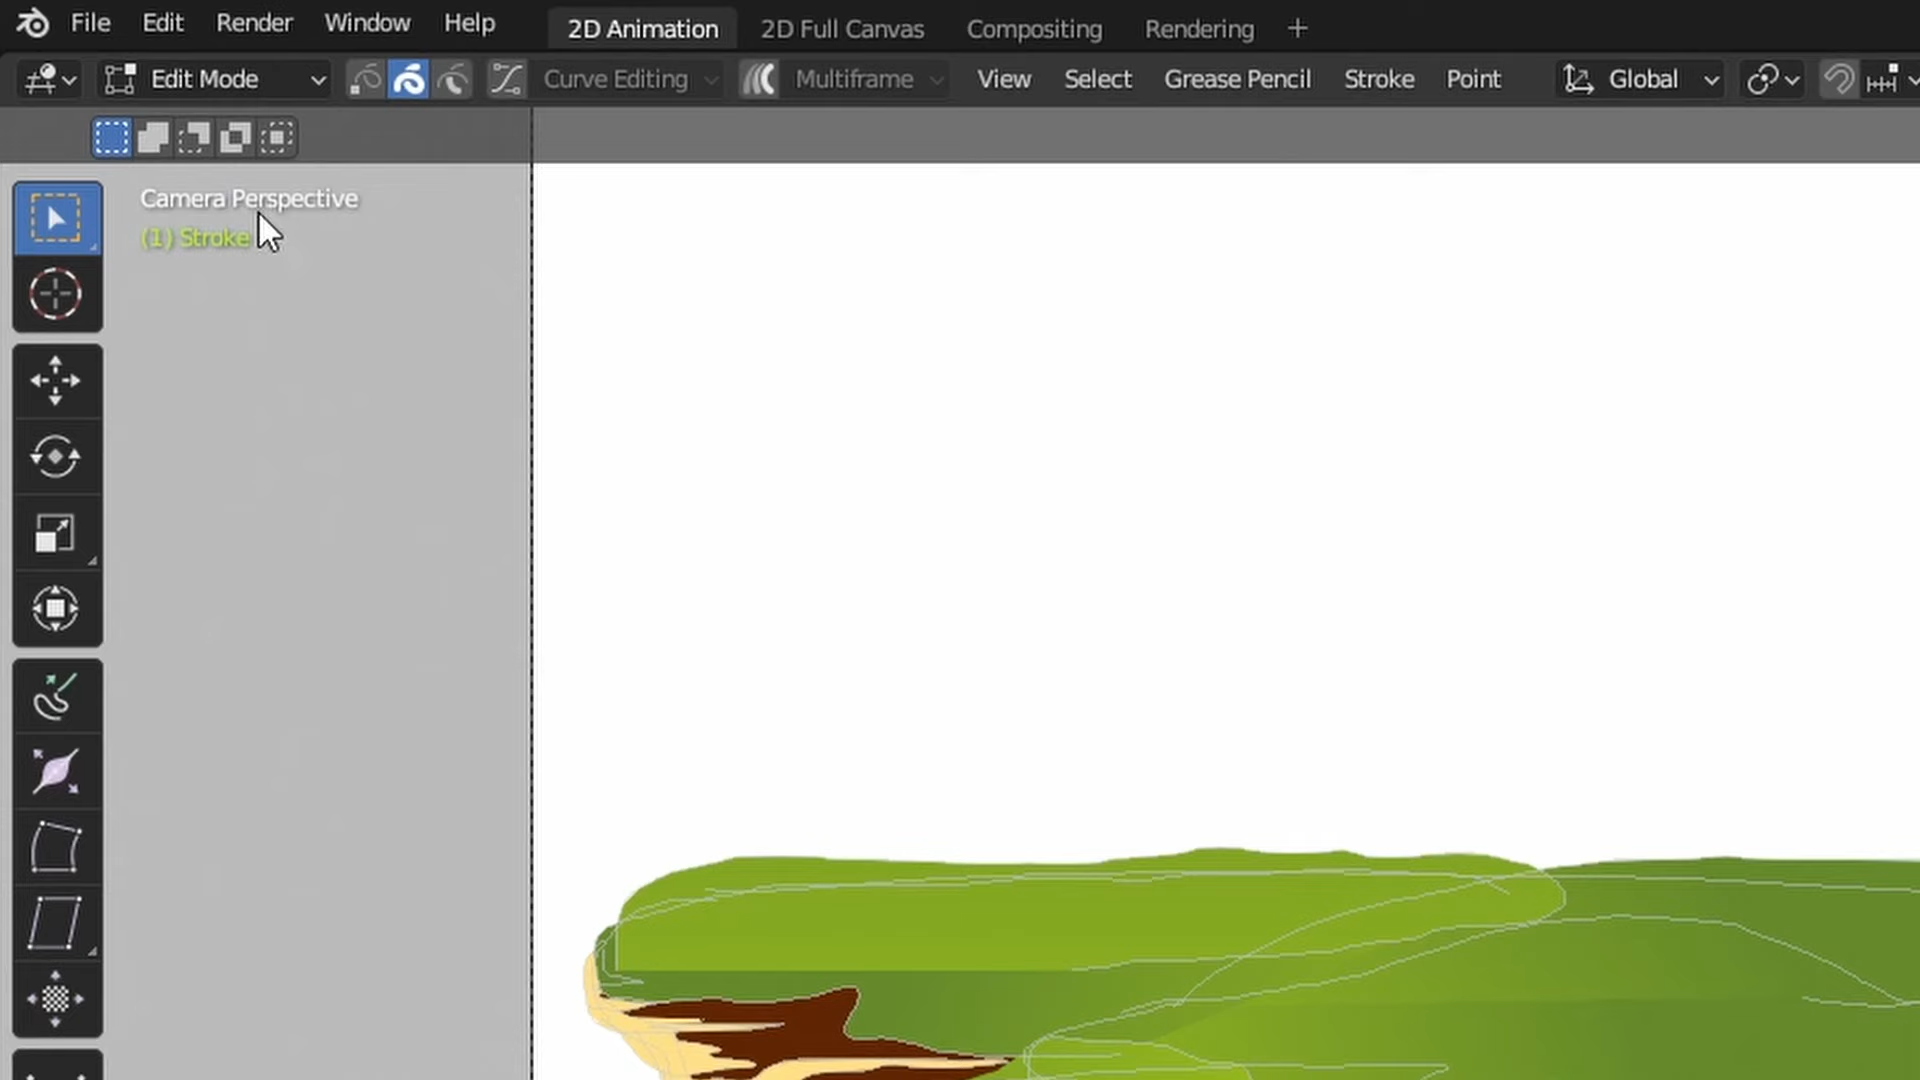 File Edit Render Window Help 2D Animation 2D Full Canvas Compositing Rendering +
Edit Mode Curve Editing Multiframe View Select Grease Pencil Stroke Point Global
Camera Perspective
(1) Stroke